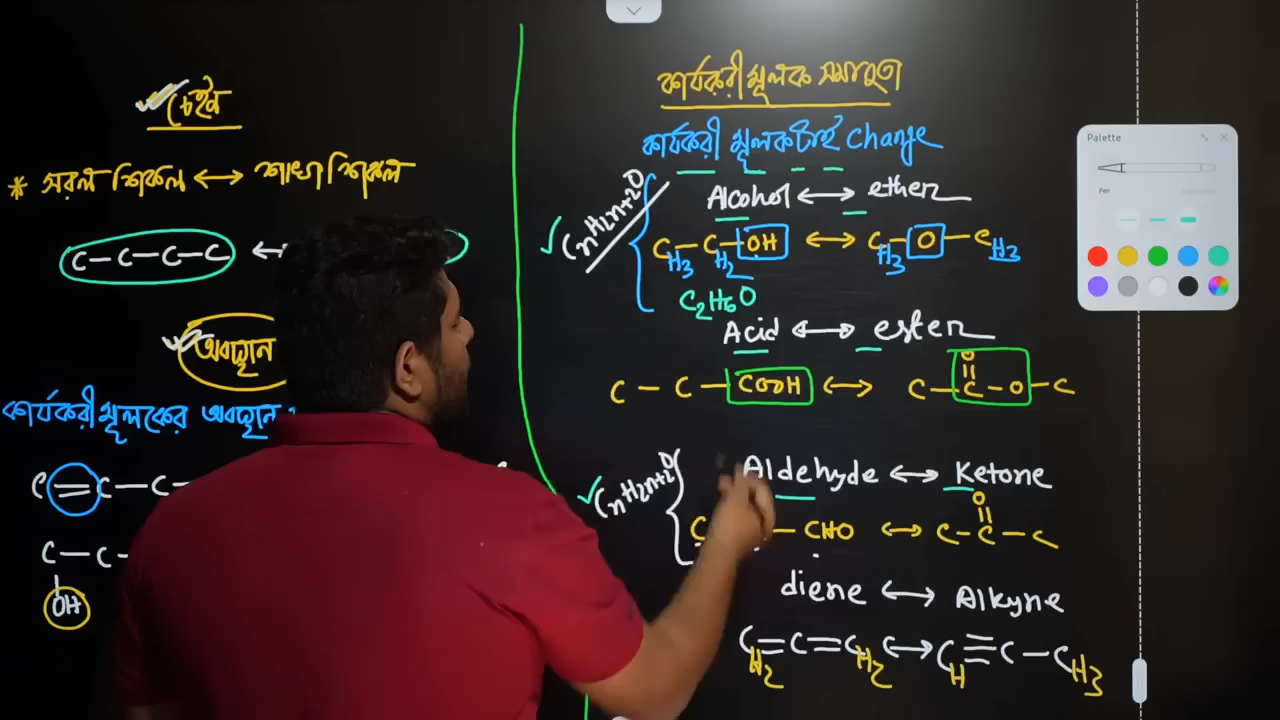 চেইন
* সরল শিকল ↔ শাখা শিকল
C – C – C – C ↔
অবস্থান
কার্যকরী মূলকের অবস্থান
C = C – C – C
C – C –
OH
কার্যকরী মূলক সমানুতা
কার্যকরী মূলকটাই Change
Alcohol ↔ ether
CnH2n+2O
CH3 – CH2 – OH ↔ CH3 – O – CH3
C2H6O
Acid ↔ ester
O
C – C – COOH ↔ C – C – O – C
Aldehyde ↔ Ketone
CnH2n+2O
O
C – CHO ↔ C – C – C
diene ↔ Alkyne
CH2 = C = CH2 C ↔ CH ≡ C – CH3
Palette
Pen